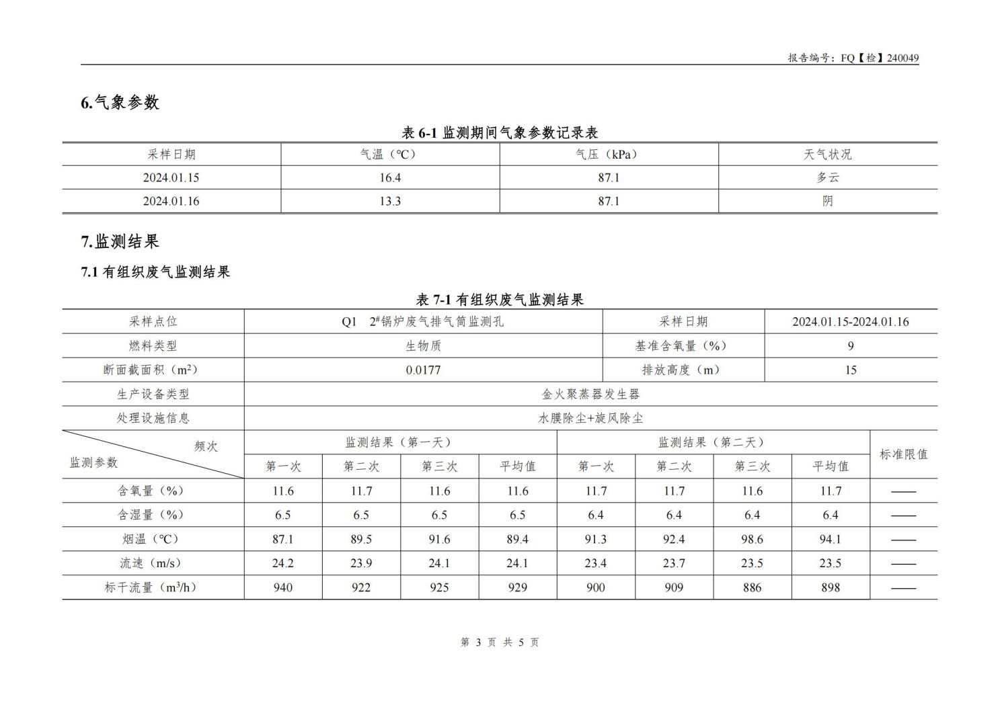 报告编号：FQ【检】240049
6.气象参数
表 6-1 监测期间气象参数记录表
采样日期 气温（℃） 气压（kPa） 天气状况
2024.01.15 16.4 87.1 多云
2024.01.16 13.3 87.1 阴
7.监测结果
7.1 有组织废气监测结果
表 7-1 有组织废气监测结果
采样点位 Q1 2#锅炉废气排气筒监测孔 采样日期 2024.01.15-2024.01.16
燃料类型 生物质 基准含氧量（%） 9
断面截面积（m²） 0.0177 排放高度（m） 15
生产设备类型 金火聚蒸器发生器
处理设施信息 水膜除尘+旋风除尘
频次 监测结果（第一天） 监测结果（第二天） 标准限值
监测参数 第一次 第二次 第三次 平均值 第一次 第二次 第三次 平均值
含氧量（%） 11.6 11.7 11.6 11.6 11.7 11.7 11.6 11.7 ——
含湿量（%） 6.5 6.5 6.5 6.5 6.4 6.4 6.4 6.4 ——
烟温（℃） 87.1 89.5 91.6 89.4 91.3 92.4 98.6 94.1 ——
流速（m/s） 24.2 23.9 24.1 24.1 23.4 23.7 23.5 23.5 ——
标干流量（m³/h） 940 922 925 929 900 909 886 898 ——
第 3 页 共 5 页